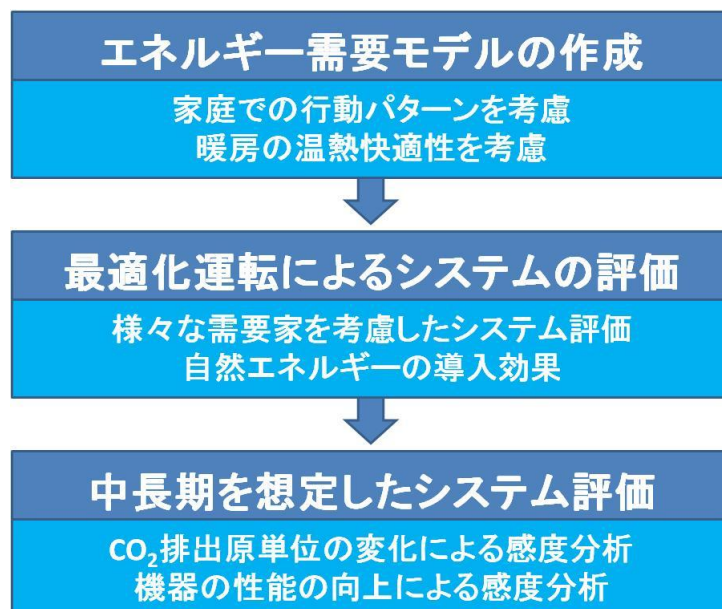 エネルギー需要モデルの作成
家庭での行動パターンを考慮
暖房の温熱快適性を考慮
最適化運転によるシステムの評価
様々な需要家を考慮したシステム評価
自然エネルギーの導入効果
中長期を想定したシステム評価
CO₂排出原単位の変化による感度分析
機器の性能の向上による感度分析